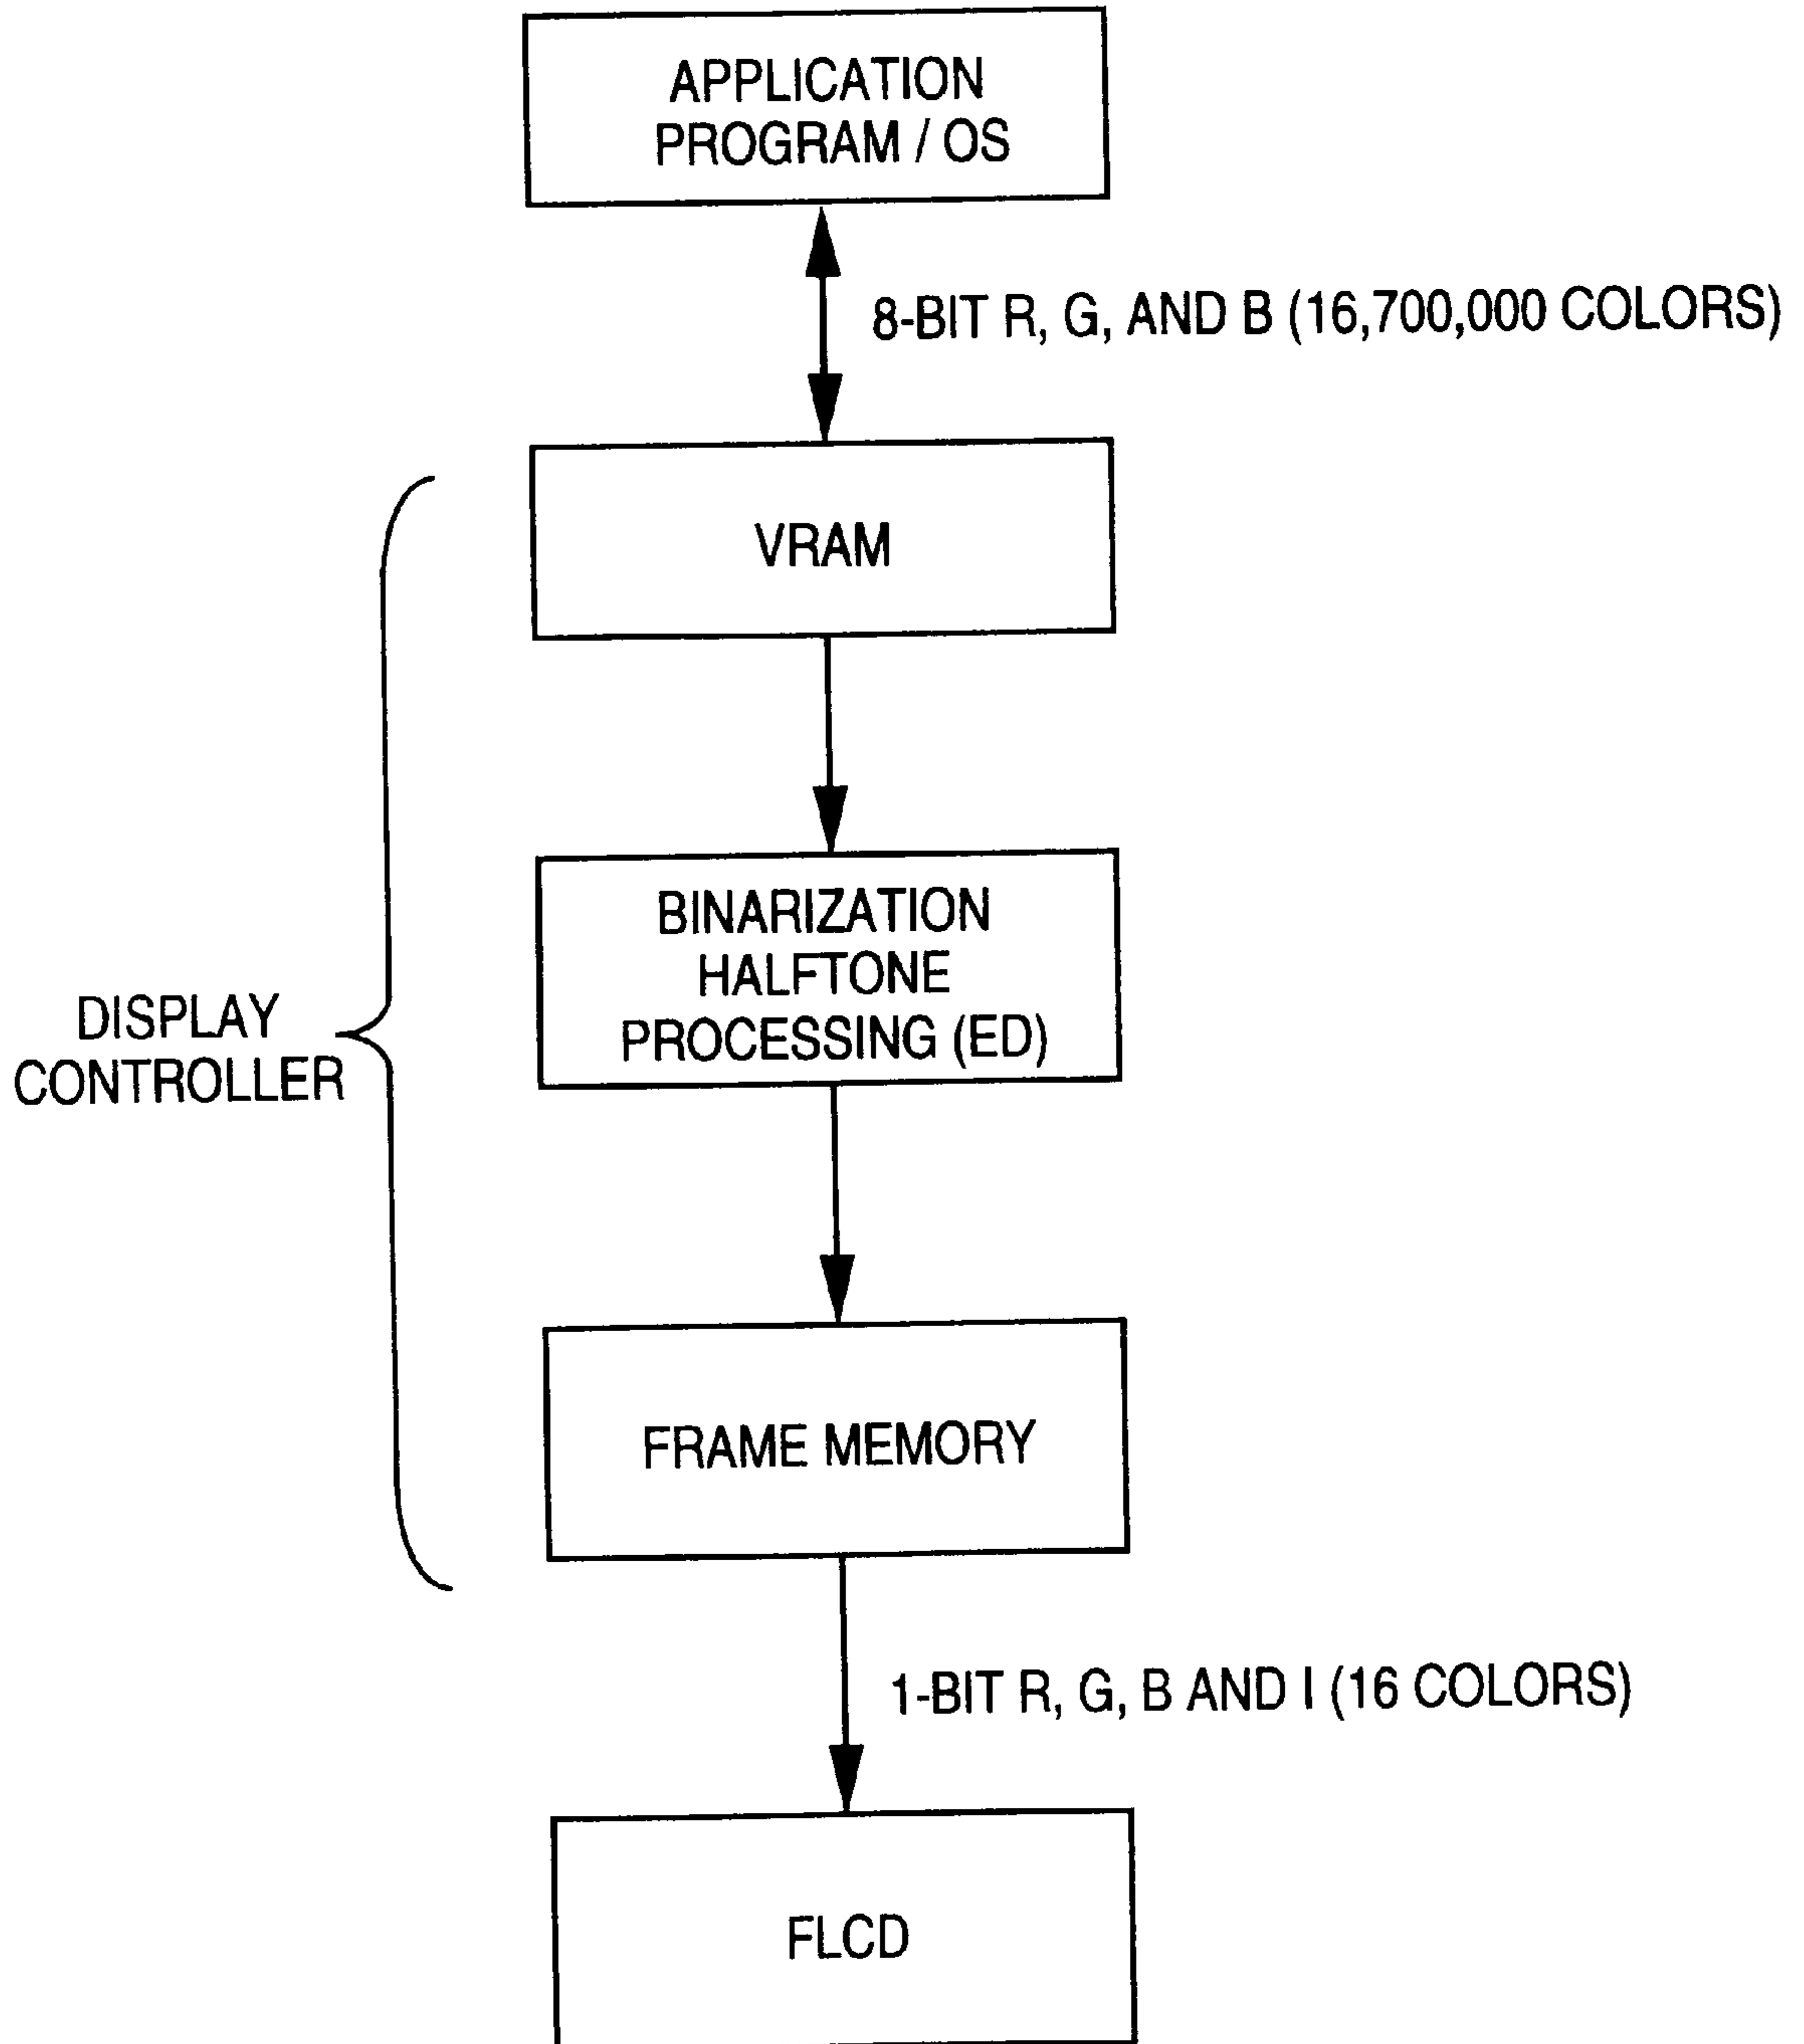 APPLICATION
PROGRAM / OS
8-BIT R, G, AND B (16,700,000 COLORS)
VRAM
BINARIZATION
HALFTONE
PROCESSING (ED)
DISPLAY
CONTROLLER
FRAME MEMORY
1-BIT R, G, B AND I (16 COLORS)
FLCD